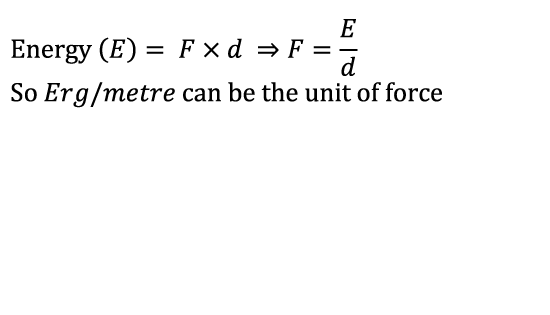 Energy (E) = F × d ⇒ F = E/d
So Erg/metre can be the unit of force